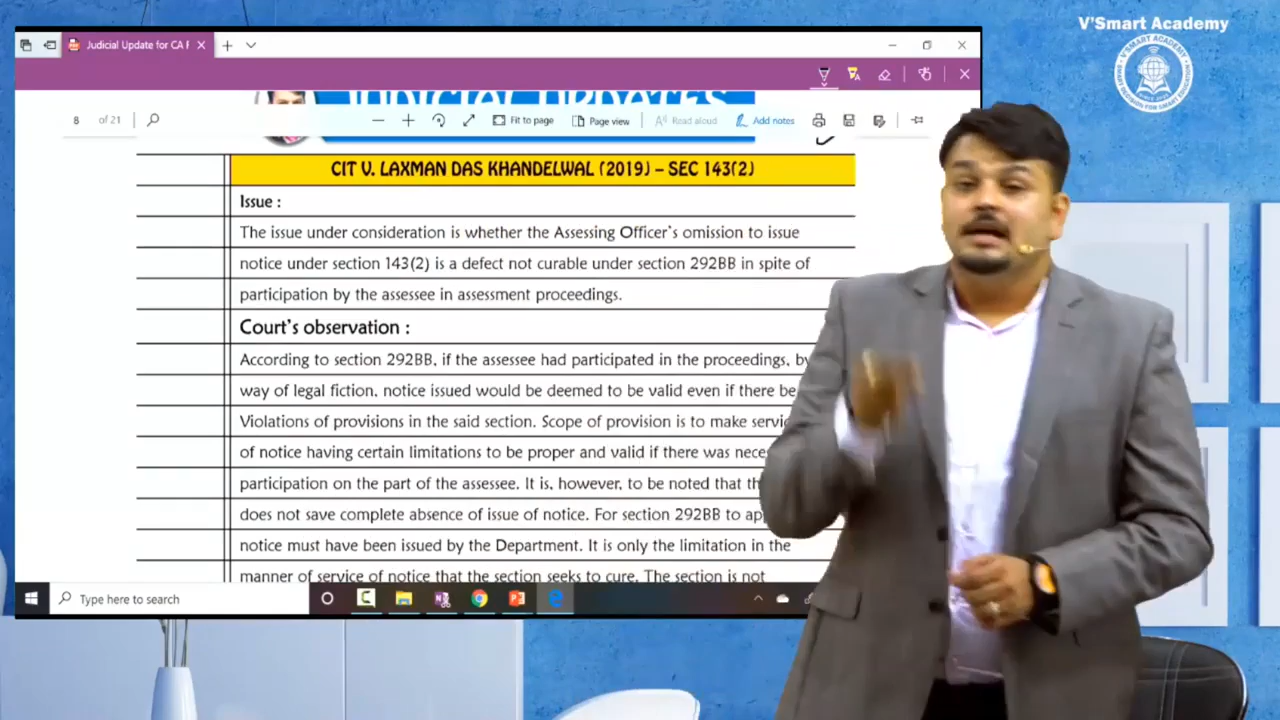 V'Smart Academy
V'SMART ACADEMY
Judicial Update for CA F
8 of 21
Fit to page
Page view
Read aloud
Add notes
JUDICIAL UPDATES
CIT V. LAXMAN DAS KHANDELWAL (2019) – SEC 143(2)
Issue :
The issue under consideration is whether the Assessing Officer's omission to issue
notice under section 143(2) is a defect not curable under section 292BB in spite of
participation by the assessee in assessment proceedings.
Court's observation :
According to section 292BB, if the assessee had participated in the proceedings, by
way of legal fiction, notice issued would be deemed to be valid even if there be
Violations of provisions in the said section. Scope of provision is to make
of notice having certain limitations to be proper and valid if there was
participation on the part of the assessee. It is, however, to be noted that
does not save complete absence of issue of notice. For section 292BB to
notice must have been issued by the Department. It is only the limitation in the
manner of service of notice that the section seeks to cure. The section is not
Type here to search